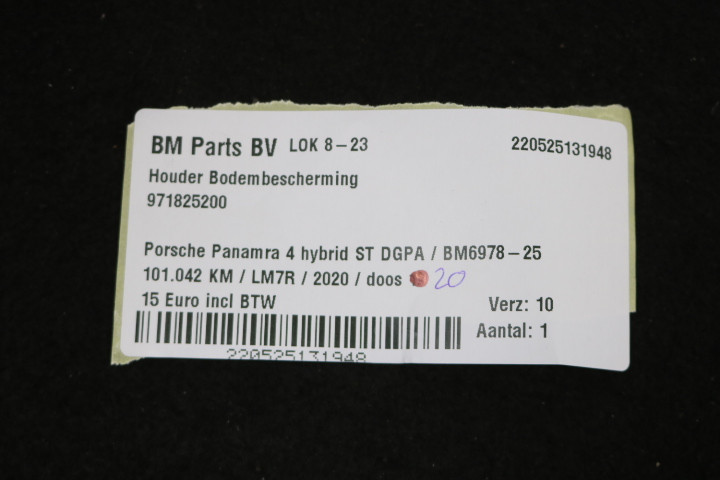 BM Parts BV LOK 8-23 220525131948
Houder Bodembescherming
971825200
Porsche Panamra 4 hybrid ST DGPA / BM6978-25
101.042 KM / LM7R / 2020 / doos 20
15 Euro incl BTW Verz: 10
Aantal: 1
220525131948